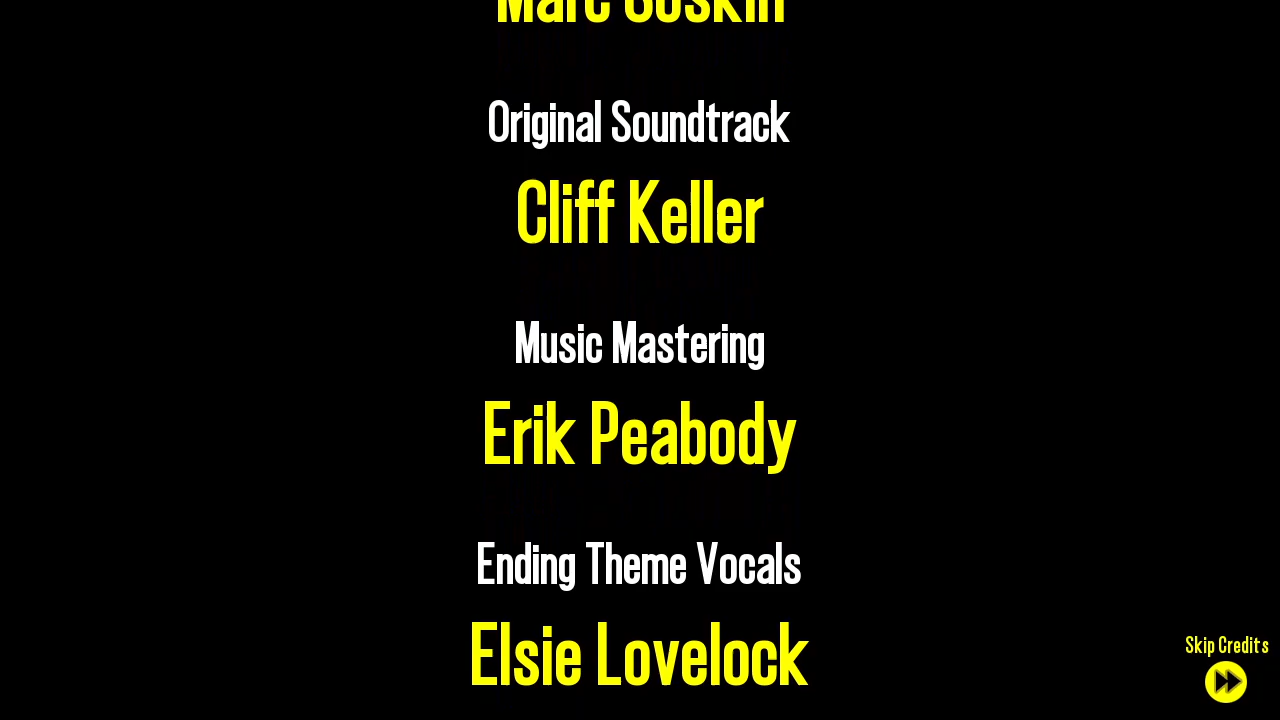 Original Soundtrack
Cliff Keller
Music Mastering
Erik Peabody
Ending Theme Vocals
Elsie Lovelock
Skip Credits